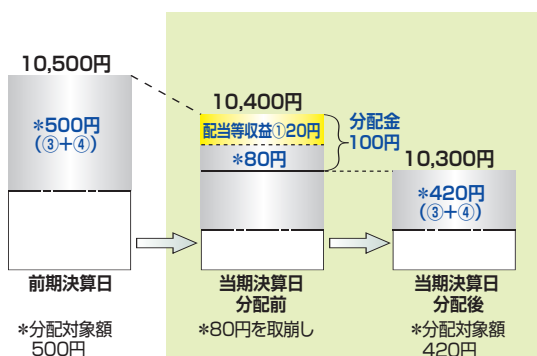 10,500円
*500円
(③+④)
前期決算日
*分配対象額
500円
10,400円
配当等収益①20円
*80円
分配金
100円
当期決算日
分配前
*80円を取崩し
10,300円
*420円
(③+④)
当期決算日
分配後
*分配対象額
420円